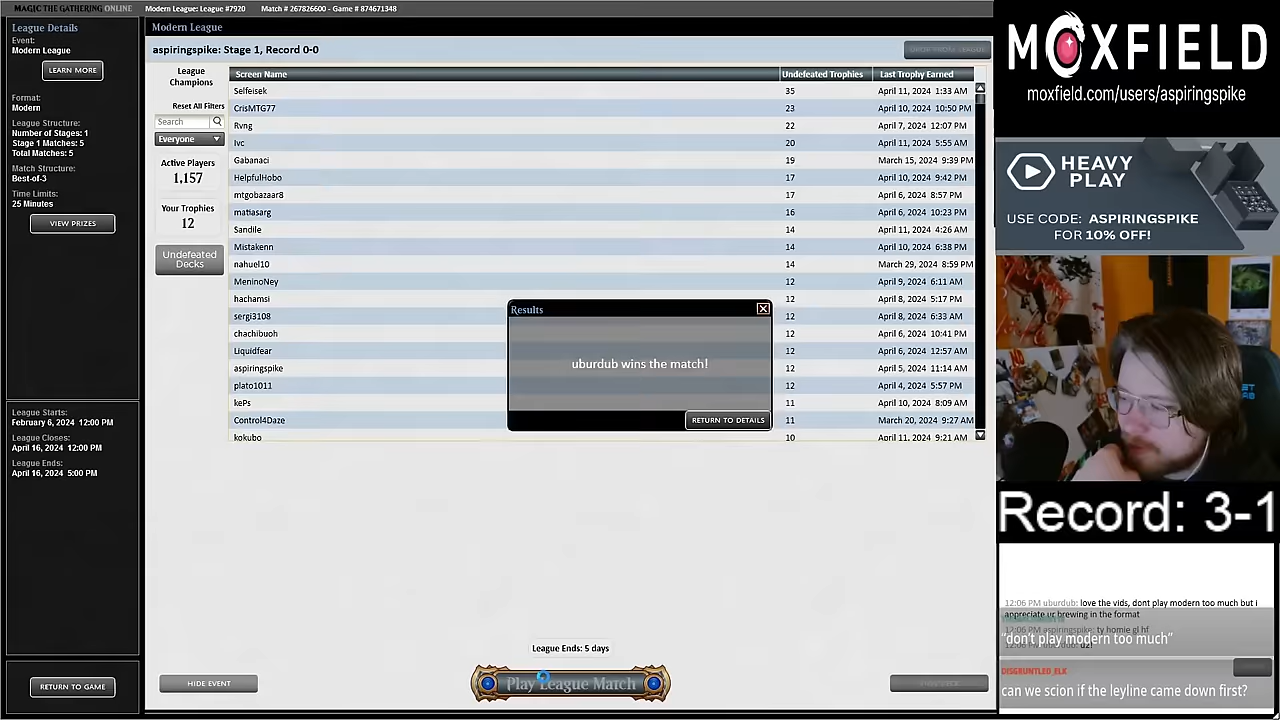 MAGIC THE GATHERING ONLINE
Modern League: League #7920
Match # 267826600 - Game # 874671348
League Details
Event:
Modern League
LEARN MORE
Format:
Modern
League Structure:
Number of Stages: 1
Stage 1 Matches: 5
Total Matches: 5
Match Structure:
Best-of-3
Time Limits:
25 Minutes
VIEW PRIZES
League Starts:
February 6, 2024 12:00 PM
League Closes:
April 16, 2024 12:00 PM
League Ends:
April 16, 2024 5:00 PM
RETURN TO GAME
Modern League
aspiringspike: Stage 1, Record 0-0
DROP FROM LEAGUE
League
Champions
Reset All Filters
Search
Everyone
Active Players
1,157
Your Trophies
12
Undefeated
Decks
Screen Name Undefeated Trophies Last Trophy Earned
Selfeisek 35 April 11, 2024 1:33 AM
CrisMTG77 23 April 10, 2024 10:50 PM
Rvng 22 April 7, 2024 12:07 PM
Ivc 20 April 11, 2024 5:55 AM
Gabanaci 19 March 15, 2024 9:39 PM
HelpfulHobo 17 April 10, 2024 9:42 PM
mtgobazaar8 17 April 6, 2024 8:57 PM
matiasarg 16 April 6, 2024 10:23 PM
Sandile 14 April 11, 2024 4:26 AM
Mistakenn 14 April 10, 2024 6:38 PM
nahuel10 14 March 29, 2024 8:59 PM
MeninoNey 12 April 9, 2024 6:11 AM
hachamsi 12 April 8, 2024 5:17 PM
sergi3108 12 April 8, 2024 6:33 AM
chachibuoh 12 April 6, 2024 10:41 PM
Liquidfear 12 April 6, 2024 12:57 AM
aspiringspike 12 April 5, 2024 11:14 AM
plato1011 12 April 4, 2024 5:57 PM
kePs 11 April 10, 2024 8:09 AM
Control4Daze 11 March 20, 2024 9:27 AM
kokubo 10 April 11, 2024 9:21 AM
Results
uburdub wins the match!
RETURN TO DETAILS
League Ends: 5 days
HIDE EVENT
Play League Match
MOXFIELD
moxfield.com/users/aspiringspike
HEAVY
PLAY
USE CODE: ASPIRINGSPIKE
FOR 10% OFF!
Record: 3-1
12:06 PM uburdub: love the vids, dont play modern too much but i
appreciate ur brewing in the format
12:06 PM aspiringspike: ty homie gl hf
"don't play modern too much"
DISGRUNTLED_ELK
can we scion if the leyline came down first?